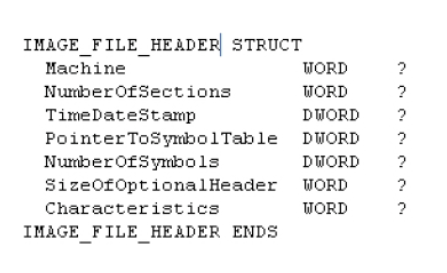 IMAGE_FILE_HEADER STRUCT
Machine WORD ?
NumberOfSections WORD ?
TimeDateStamp DWORD ?
PointerToSymbolTable DWORD ?
NumberOfSymbols DWORD ?
SizeOfOptionalHeader WORD ?
Characteristics WORD ?
IMAGE_FILE_HEADER ENDS